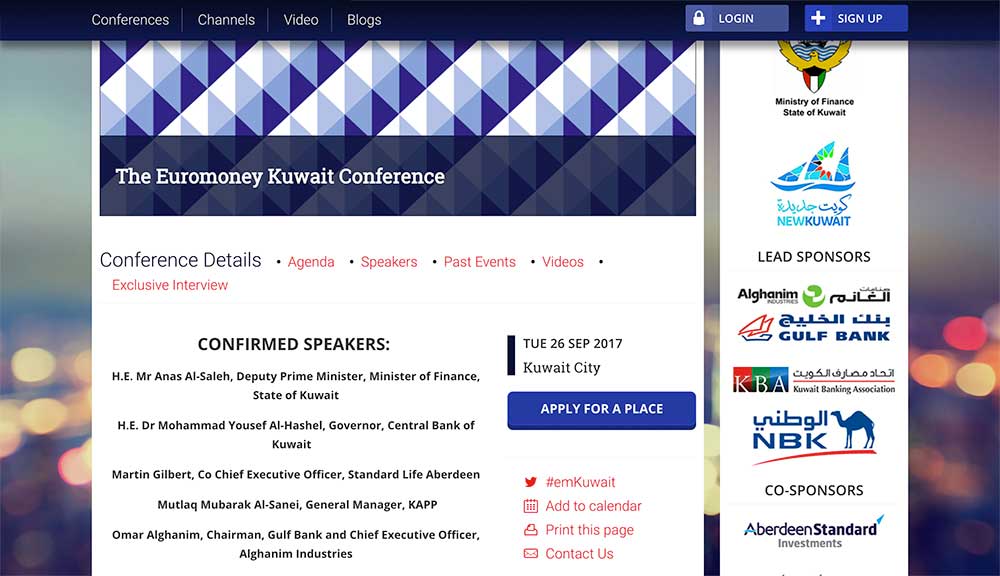 Conferences
Channels
Video
Blogs
LOGIN
SIGN UP
The Euromoney Kuwait Conference
Conference Details
• Agenda
• Speakers
• Past Events
• Videos
•
Exclusive Interview
CONFIRMED SPEAKERS:
H.E. Mr Anas Al-Saleh, Deputy Prime Minister, Minister of Finance,
State of Kuwait
H.E. Dr Mohammad Yousef Al-Hashel, Governor, Central Bank of
Kuwait
Martin Gilbert, Co Chief Executive Officer, Standard Life Aberdeen
Mutlaq Mubarak Al-Sanei, General Manager, KAPP
Omar Alghanim, Chairman, Gulf Bank and Chief Executive Officer,
Alghanim Industries
TUE 26 SEP 2017
Kuwait City
APPLY FOR A PLACE
#emKuwait
Add to calendar
Print this page
Contact Us
Ministry of Finance
State of Kuwait
كويت جديدة
NEWKUWAIT
LEAD SPONSORS
Alghanim
INDUSTRIES
صناعات
الغانم
بنك الخليج
GULF BANK
KBA
اتحاد مصارف الكويت
Kuwait Banking Association
الوطني
NBK
CO-SPONSORS
AberdeenStandard
Investments